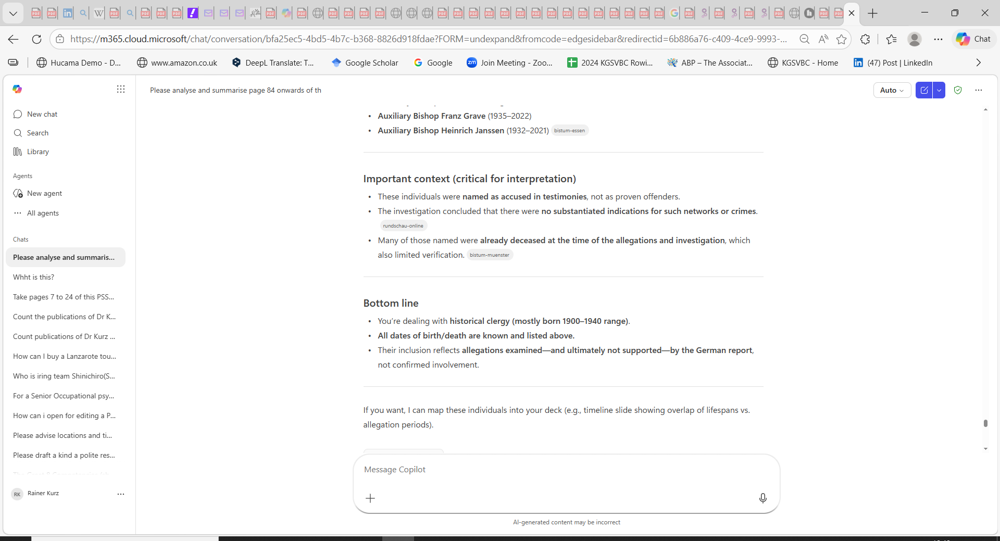 https://m365.cloud.microsoft/chat/conversation/bfa25ec5-4bd5-4b7c-b368-8826d918fdae?FORM=undexpand&fromcode=edgesidebar&redirectid=6b886a76-c409-4ce9-9993-...
Chat
Hucama Demo - D...
www.amazon.co.uk
DeepL Translate: T...
Google Scholar
Google
Join Meeting - Zoo...
2024 KGSVBC Rowi...
ABP – The Associat...
KGSVBC - Home
(47) Post | LinkedIn
Please analyse and summarise page 84 onwards of th
Auto
New chat
Search
Library
Agents
New agent
All agents
Chats
Please analyse and summaris...
Whht is this?
Take pages 7 to 24 of this PSS...
Count the publications of Dr K...
Count publications of Dr Kurz ...
How can I buy a Lanzarote tou...
Who is iring team Shinichiro(S...
For a Senior Occupational psy...
How can i open for editing a P...
Please advise locations and ti...
Please draft a kind a polite res...
RK Rainer Kurz
• Auxiliary Bishop Franz Grave (1935–2022)
• Auxiliary Bishop Heinrich Janssen (1932–2021) bistum-essen
Important context (critical for interpretation)
• These individuals were named as accused in testimonies, not as proven offenders.
• The investigation concluded that there were no substantiated indications for such networks or crimes.
rundschau-online
• Many of those named were already deceased at the time of the allegations and investigation, which
also limited verification. bistum-muenster
Bottom line
• You're dealing with historical clergy (mostly born 1900–1940 range).
• All dates of birth/death are known and listed above.
• Their inclusion reflects allegations examined—and ultimately not supported—by the German report,
not confirmed involvement.
If you want, I can map these individuals into your deck (e.g., timeline slide showing overlap of lifespans vs.
allegation periods).
Message Copilot
AI-generated content may be incorrect